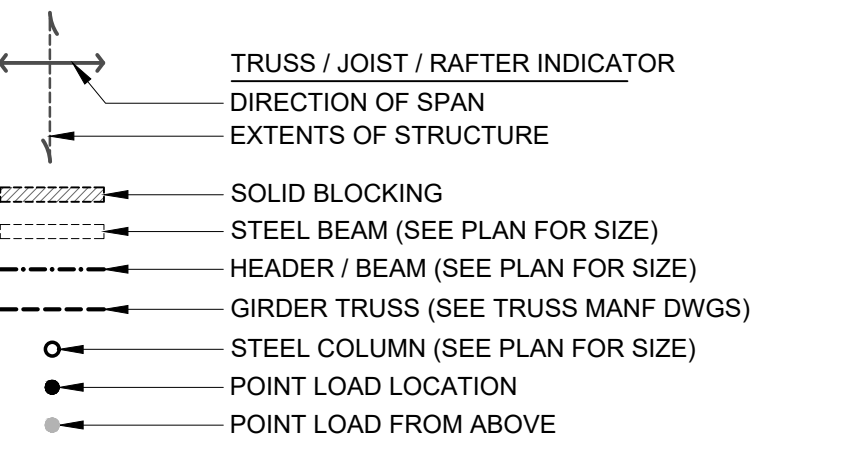 TRUSS / JOIST / RAFTER INDICATOR
DIRECTION OF SPAN
EXTENTS OF STRUCTURE
SOLID BLOCKING
STEEL BEAM (SEE PLAN FOR SIZE)
HEADER / BEAM (SEE PLAN FOR SIZE)
GIRDER TRUSS (SEE TRUSS MANF DWGS)
STEEL COLUMN (SEE PLAN FOR SIZE)
POINT LOAD LOCATION
POINT LOAD FROM ABOVE